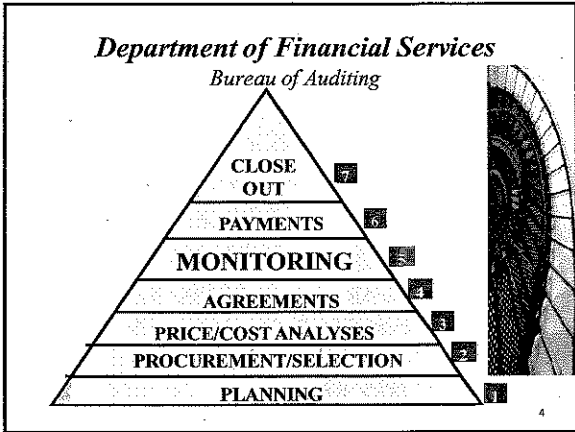 Department of Financial Services
Bureau of Auditing
CLOSE
OUT
7
PAYMENTS
6
MONITORING
5
AGREEMENTS
4
PRICE/COST ANALYSES
3
PROCUREMENT/SELECTION
2
PLANNING
1
4